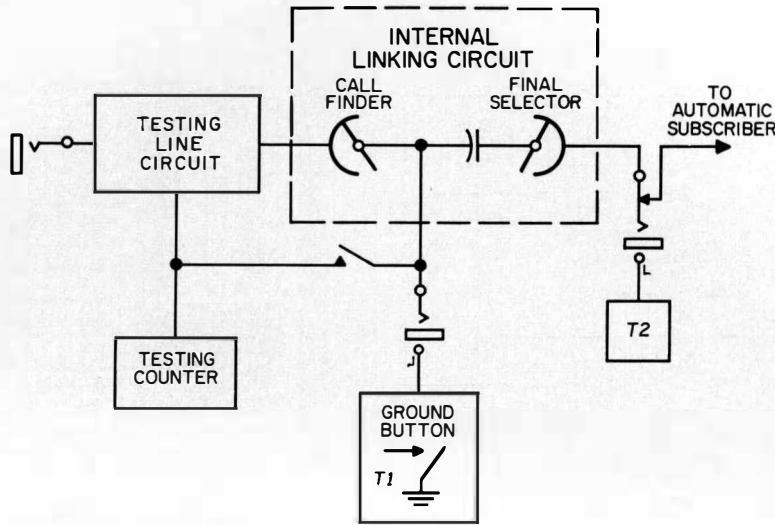 INTERNAL
LINKING CIRCUIT
CALL
FINDER
FINAL
SELECTOR
TO
AUTOMATIC
SUBSCRIBER
TESTING
LINE
CIRCUIT
TESTING
COUNTER
GROUND
BUTTON
T1
T2